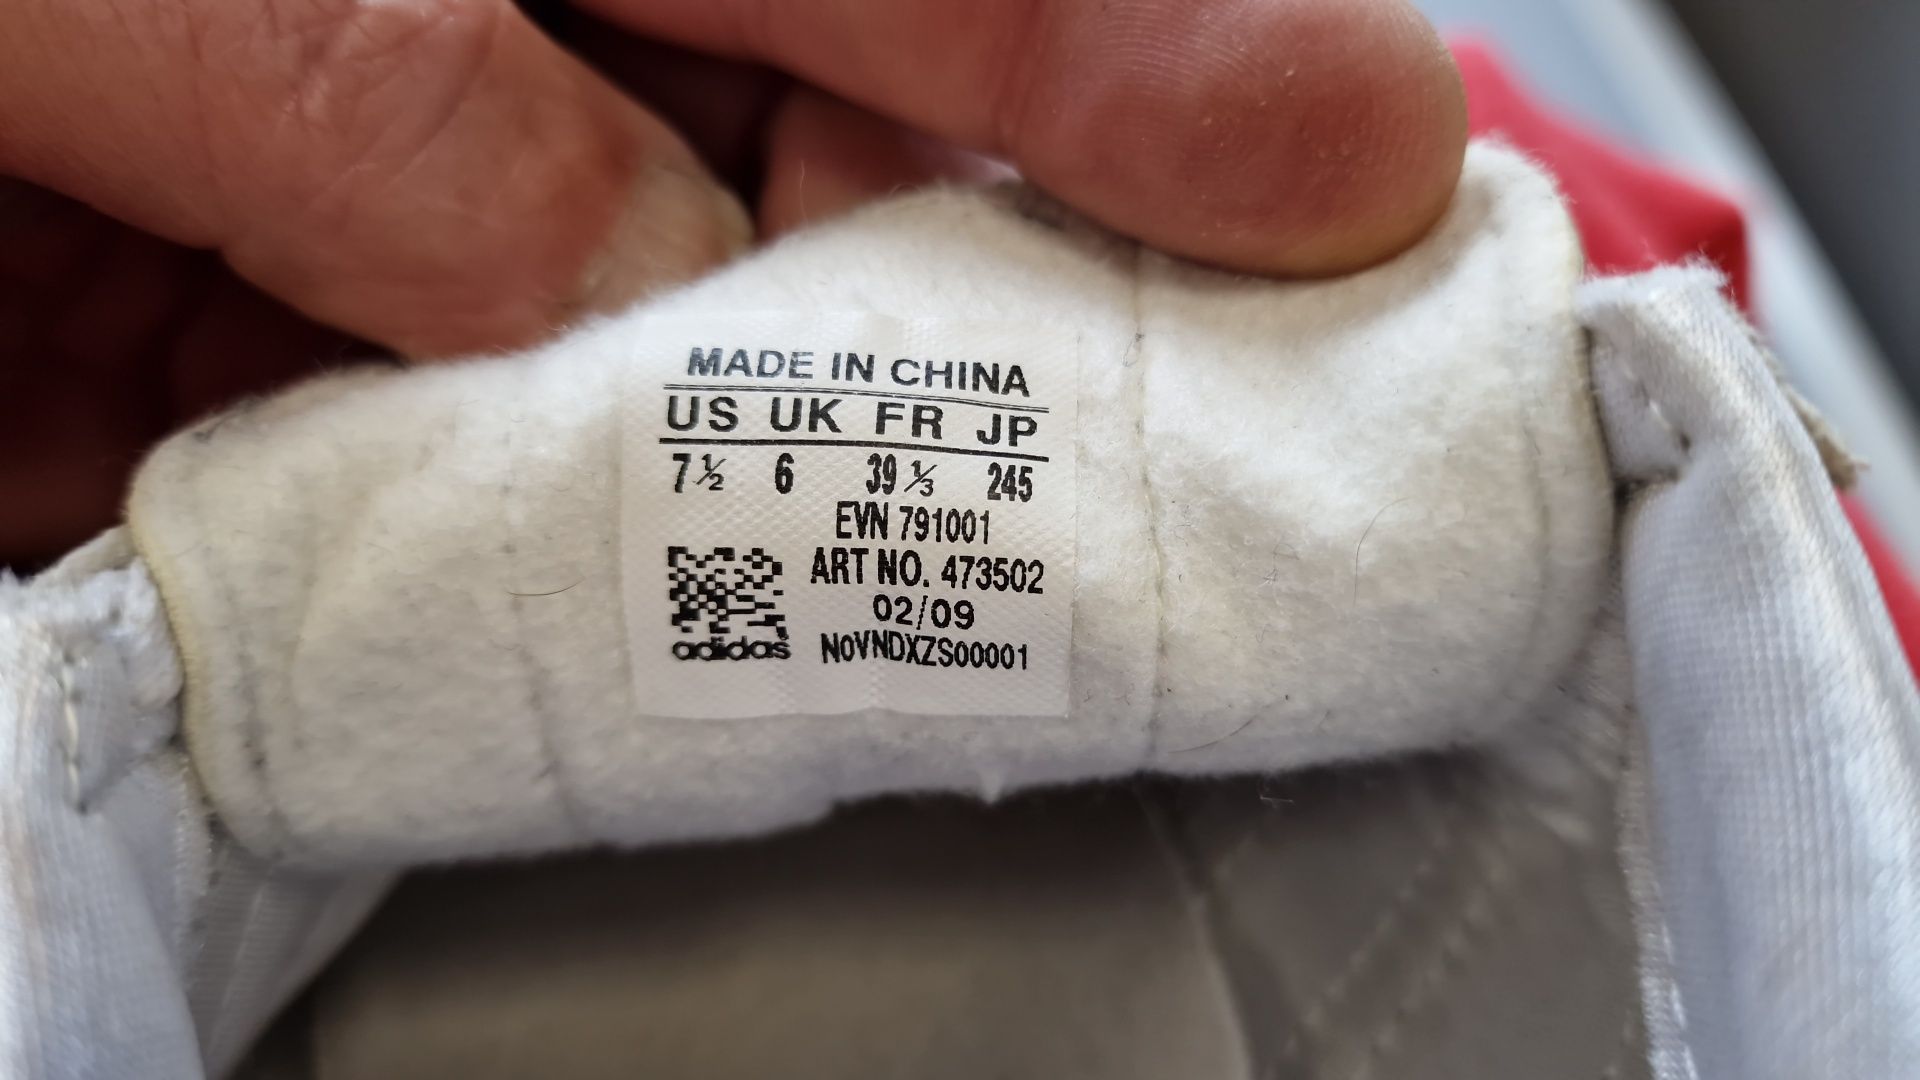 MADE IN CHINA
US UK FR JP
7½ 6 39⅓ 245
EVN 791001
ART NO. 473502
02/09
adidas N0VNDXZS00001